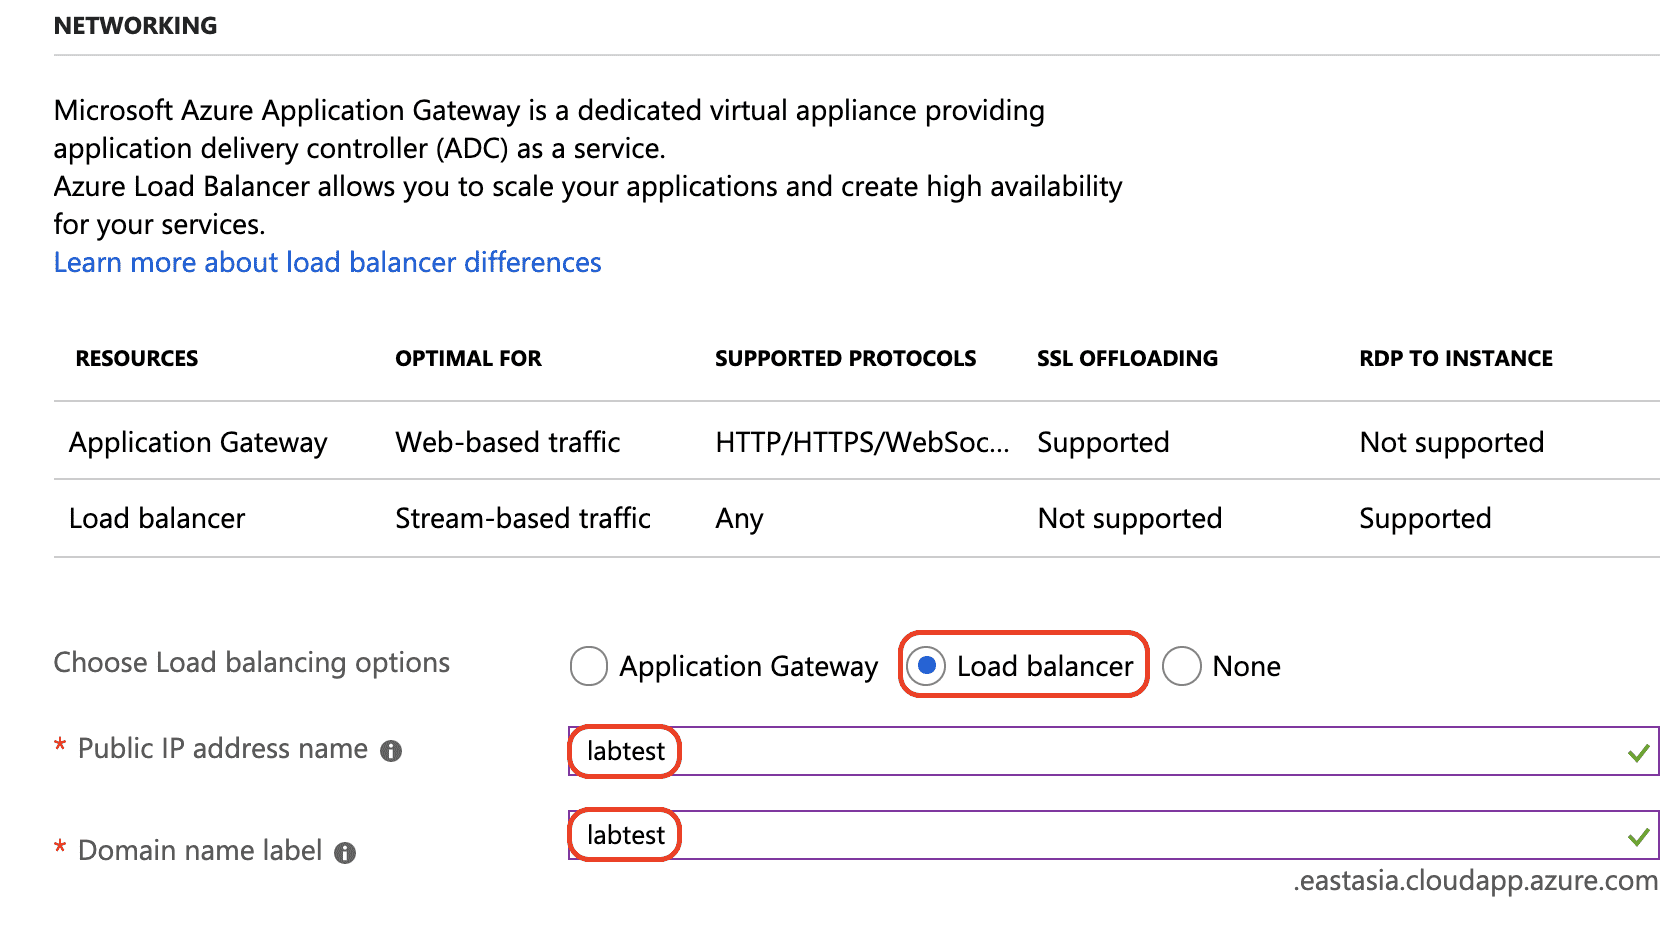 NETWORKING
Microsoft Azure Application Gateway is a dedicated virtual appliance providing
application delivery controller (ADC) as a service.
Azure Load Balancer allows you to scale your applications and create high availability
for your services.
Learn more about load balancer differences
RESOURCES OPTIMAL FOR SUPPORTED PROTOCOLS SSL OFFLOADING RDP TO INSTANCE
Application Gateway Web-based traffic HTTP/HTTPS/WebSoc... Supported Not supported
Load balancer Stream-based traffic Any Not supported Supported
Choose Load balancing options Application Gateway Load balancer None
* Public IP address name labtest
* Domain name label labtest
.eastasia.cloudapp.azure.com